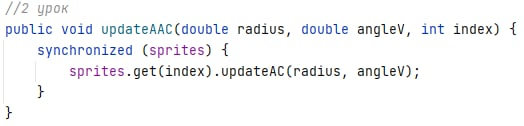 //2 урок
public void updateAAC(double radius, double angleV, int index) {
    synchronized (sprites) {
        sprites.get(index).updateAC(radius, angleV);
    }
}